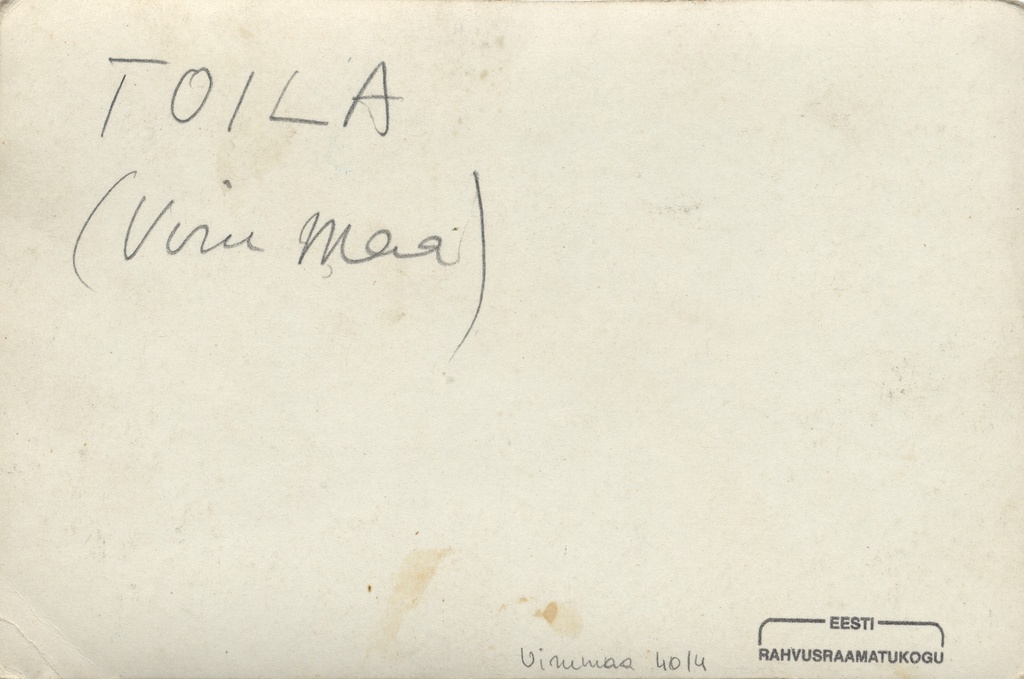 TOILA
(Viru Maa)
Virumaa 40/4
EESTI
RAHVUSRAAMATUKOGU